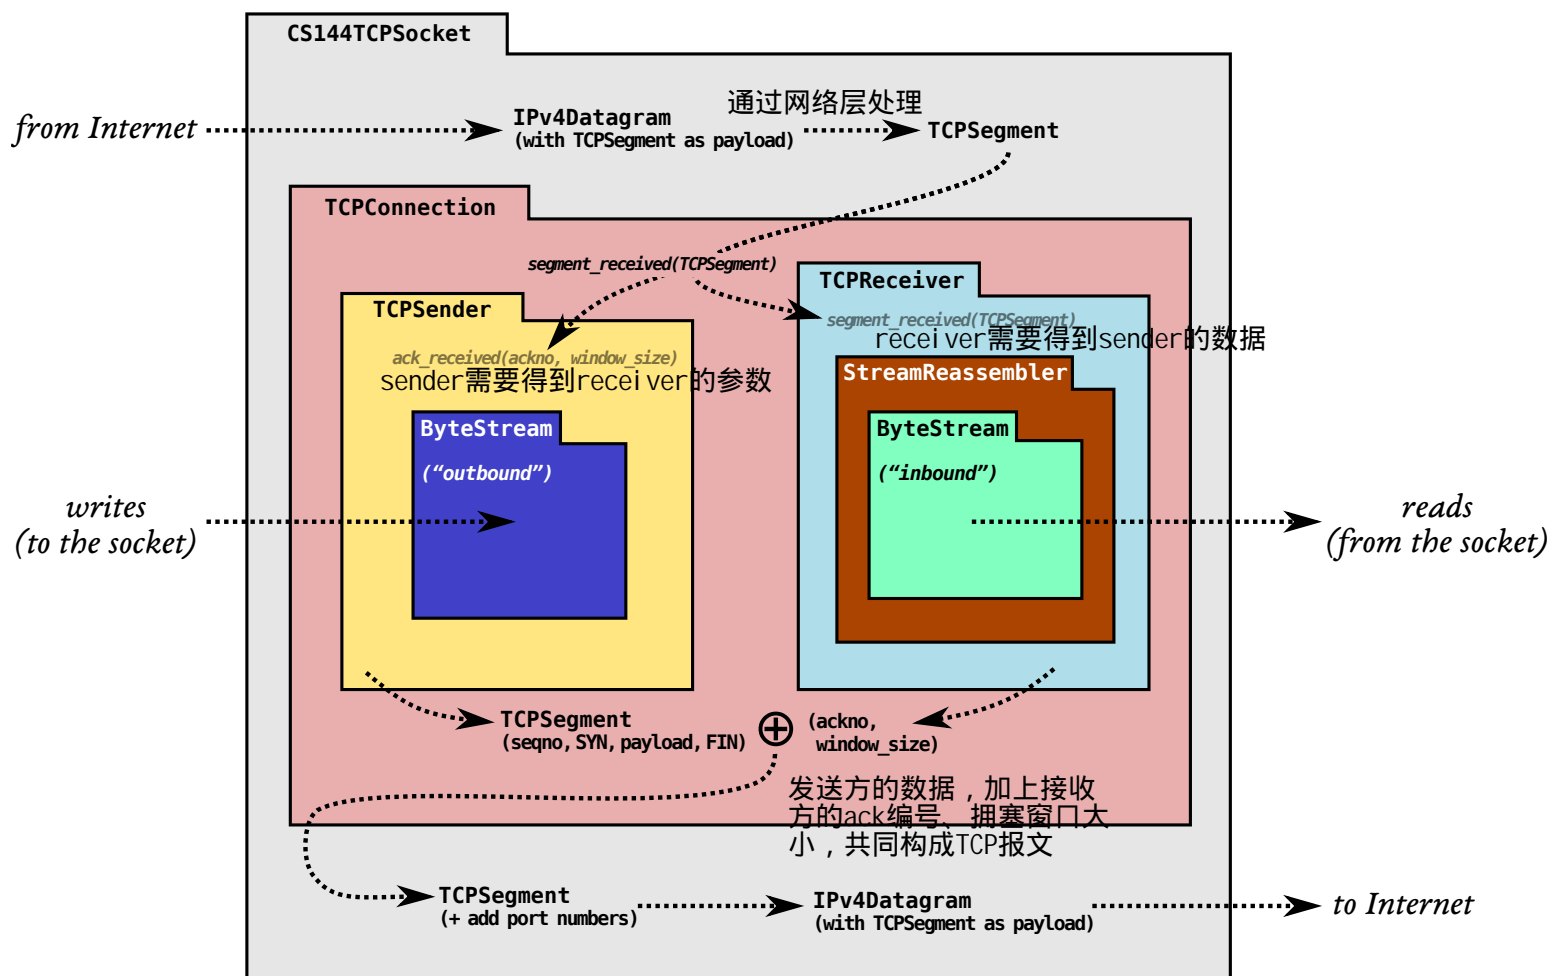 CS144TCPSocket
from Internet
IPv4Datagram
(with TCPSegment as payload)
通过网络层处理
TCPSegment
TCPConnection
segment_received(TCPSegment)
TCPSender
ack_received(ackno, window_size)
sender需要得到receiver的参数
ByteStream
(“outbound”)
TCPReceiver
segment_received(TCPSegment)
receiver需要得到sender的数据
StreamReassembler
ByteStream
(“inbound”)
writes
(to the socket)
reads
(from the socket)
TCPSegment
(seqno, SYN, payload, FIN)
(ackno,
window_size)
发送方的数据，加上接收
方的ack编号、拥塞窗口大
小，共同构成TCP报文
TCPSegment
(+ add port numbers)
IPv4Datagram
(with TCPSegment as payload)
to Internet